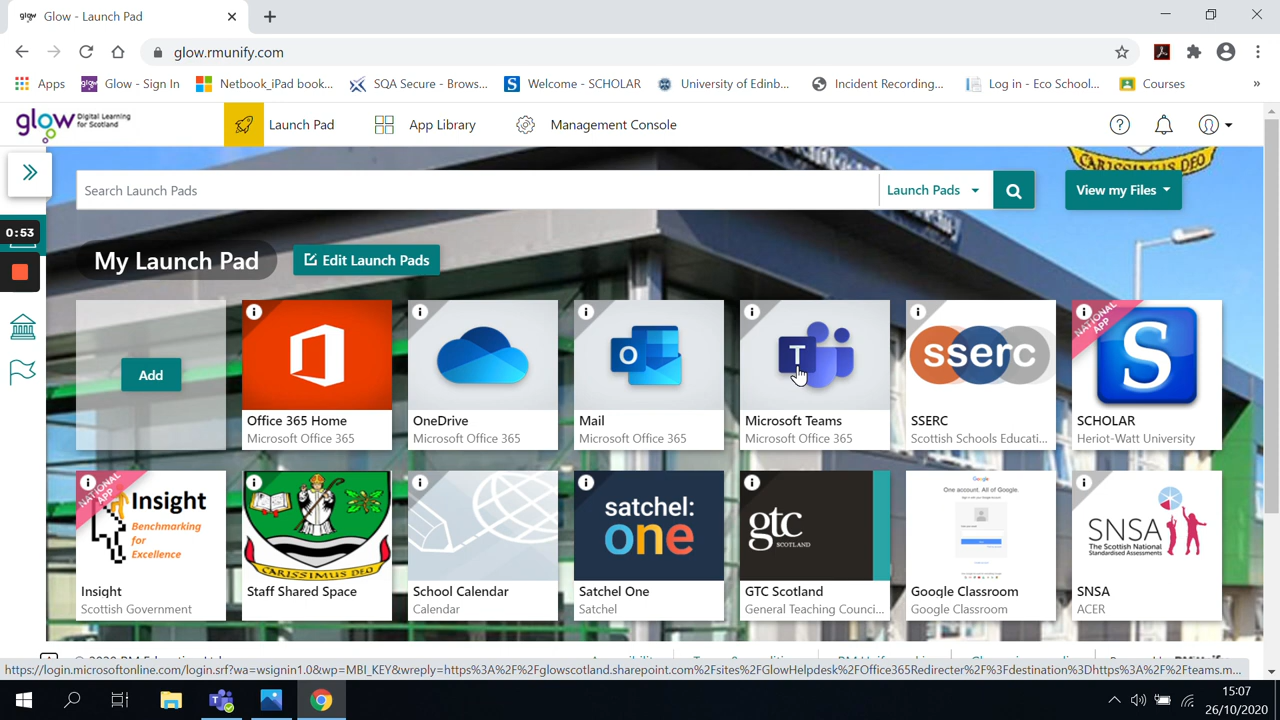 glow Glow - Launch Pad
glow.rmunify.com
Apps glow Glow - Sign In Netbook_iPad book... SQA Secure - Brows... S Welcome - SCHOLAR University of Edinb... Incident Recording... Log in - Eco School... Courses »
glow Digital Learning for Scotland Launch Pad App Library Management Console
CARISSIMUS DEO
Search Launch Pads Launch Pads View my Files
0:53
My Launch Pad Edit Launch Pads
Add
Office 365 Home
Microsoft Office 365
OneDrive
Microsoft Office 365
O
Mail
Microsoft Office 365
T
Microsoft Teams
Microsoft Office 365
sserc
SSERC
Scottish Schools Educati...
NATIONAL APP
S
SCHOLAR
Heriot-Watt University
NATIONAL APP
Insight
Benchmarking
for
Excellence
Insight
Scottish Government
CARISSIMUS DEO
Staff Shared Space
School Calendar
Calendar
satchel:
one
Satchel One
Satchel
gtc
SCOTLAND
GTC Scotland
General Teaching Counci...
Google
One account. All of Google.
Google Classroom
Google Classroom
SNSA
The Scottish National
Standardised Assessments
SNSA
ACER
https://login.microsoftonline.com/login.srf?wa=wsignin1.0&wp=MBI_KEY&wreply=https%3A%2F%2Fglowscotland.sharepoint.com%2Fsites%2FGlowHelpdesk%2FOffice365Redirecter%2F%3Fdestination%3Dhttps%3A%2F%2Fteams.m...
15:07
26/10/2020